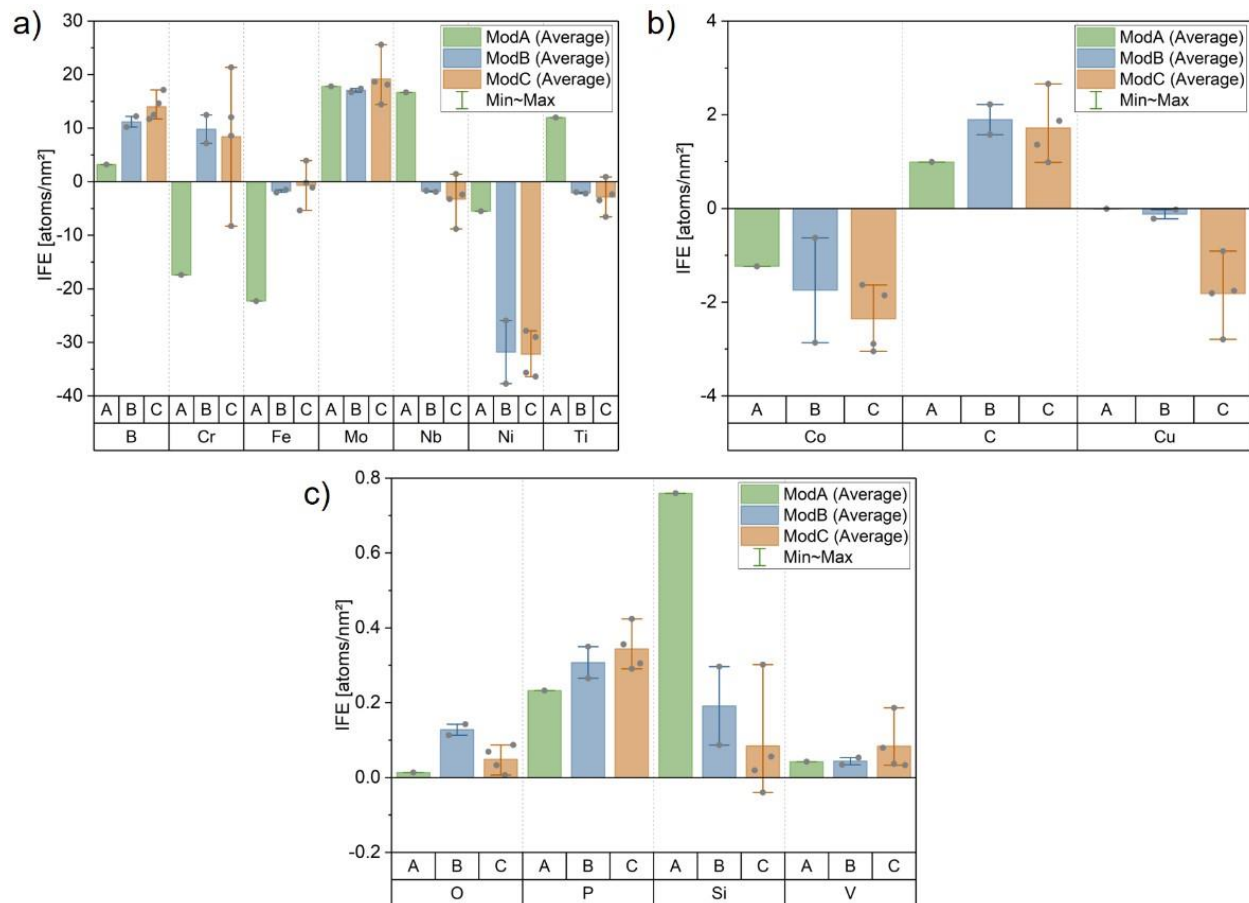 a)
IFE [atoms/nm²]
30
20
10
0
-10
-20
-30
-40
ModA (Average)
ModB (Average)
ModC (Average)
Min~Max
A B C A B C A B C A B C A B C A B C A B C
B Cr Fe Mo Nb Ni Ti
b)
IFE [atoms/nm²]
4
2
0
-2
-4
ModA (Average)
ModB (Average)
ModC (Average)
Min~Max
A B C A B C A B C
Co C Cu
c)
IFE [atoms/nm²]
0.8
0.6
0.4
0.2
0.0
-0.2
ModA (Average)
ModB (Average)
ModC (Average)
Min~Max
A B C A B C A B C A B C
O P Si V